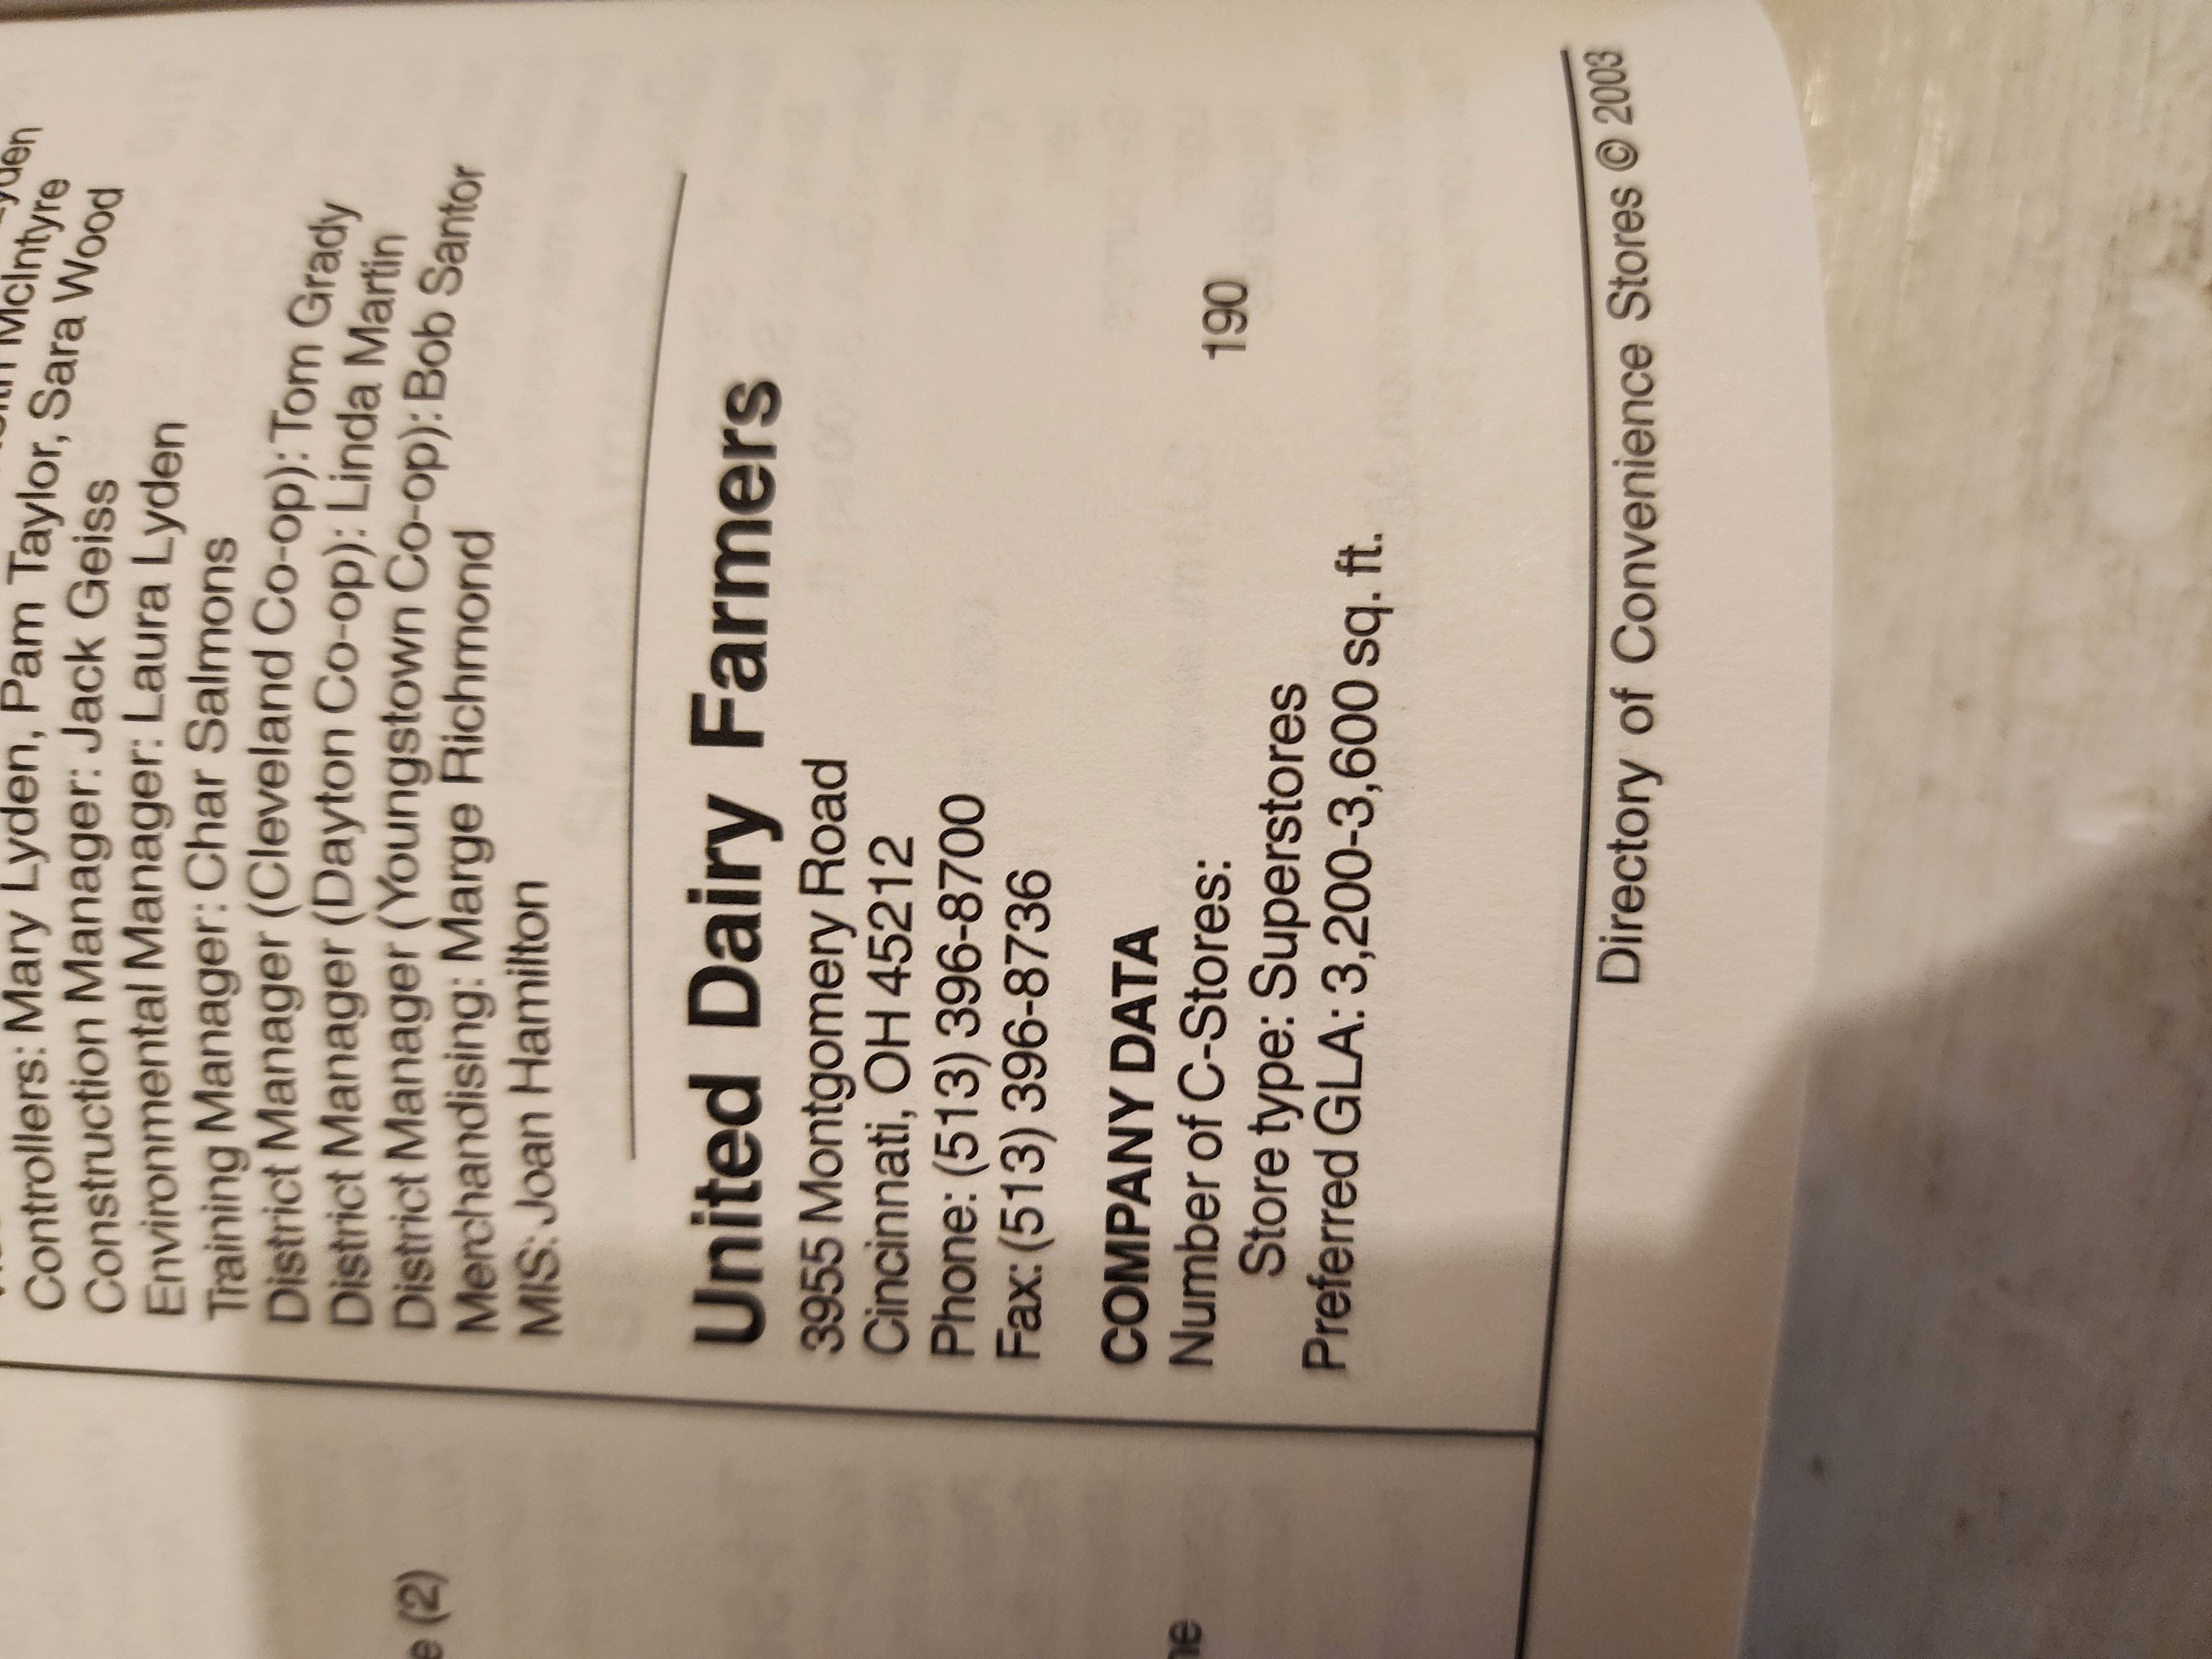 McIntyre
Controllers: Mary Lyden, Pam Taylor, Sara Wood
Construction Manager: Jack Geiss
Environmental Manager: Laura Lyden
Training Manager: Char Salmons
District Manager (Cleveland Co-op): Tom Grady
District Manager (Dayton Co-op): Linda Martin
District Manager (Youngstown Co-op): Bob Santor
Merchandising: Marge Richmond
MIS: Joan Hamilton
United Dairy Farmers
3955 Montgomery Road
Cincinnati, OH 45212
Phone: (513) 396-8700
Fax: (513) 396-8736
COMPANY DATA
Number of C-Stores: 190
Store type: Superstores
Preferred GLA: 3,200-3,600 sq. ft.
Directory of Convenience Stores © 2003
(2)